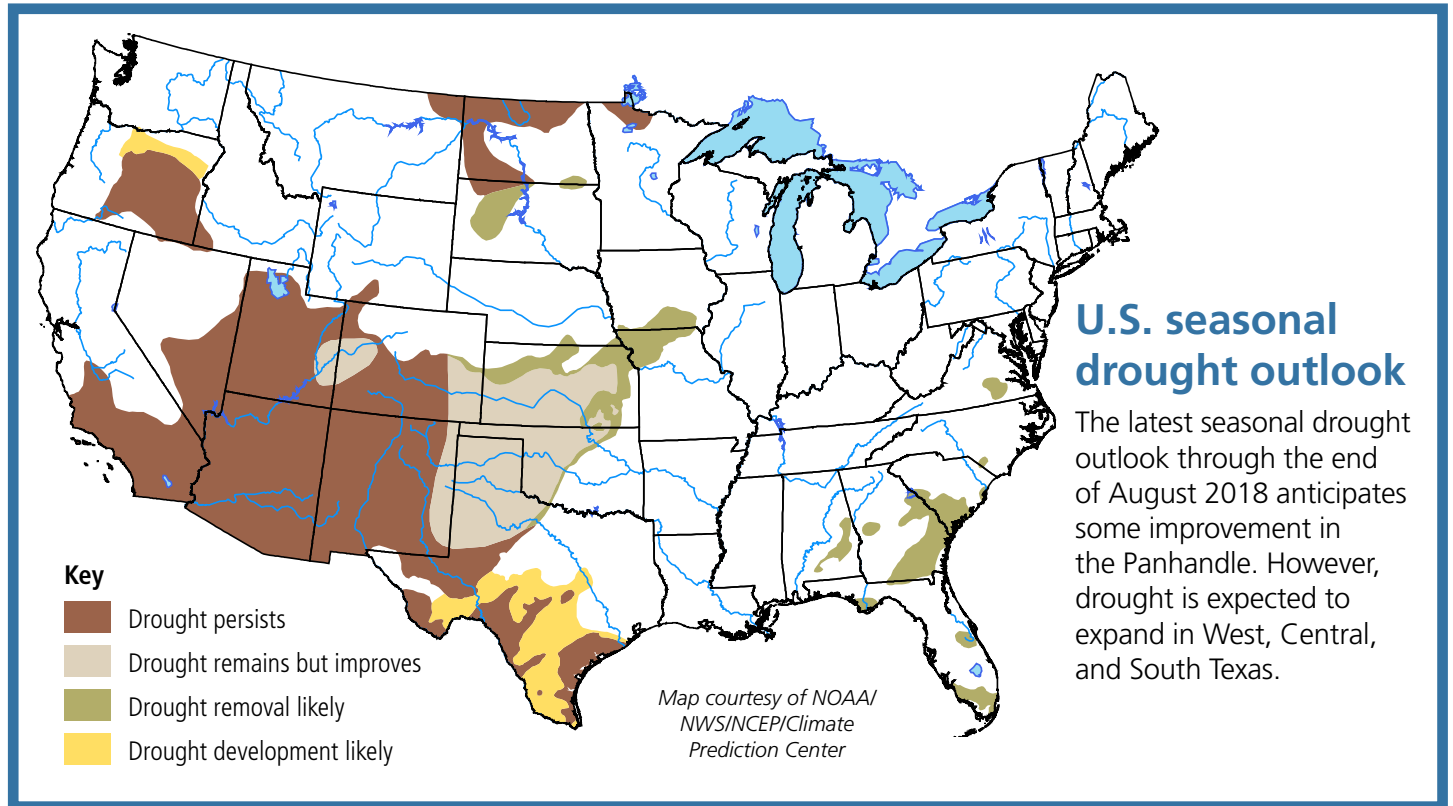 U.S. seasonal
drought outlook
The latest seasonal drought
outlook through the end
of August 2018 anticipates
some improvement in
the Panhandle. However,
drought is expected to
expand in West, Central,
and South Texas.
Key
Drought persists
Drought remains but improves
Drought removal likely
Drought development likely
Map courtesy of NOAA/
NWS/NCEP/Climate
Prediction Center